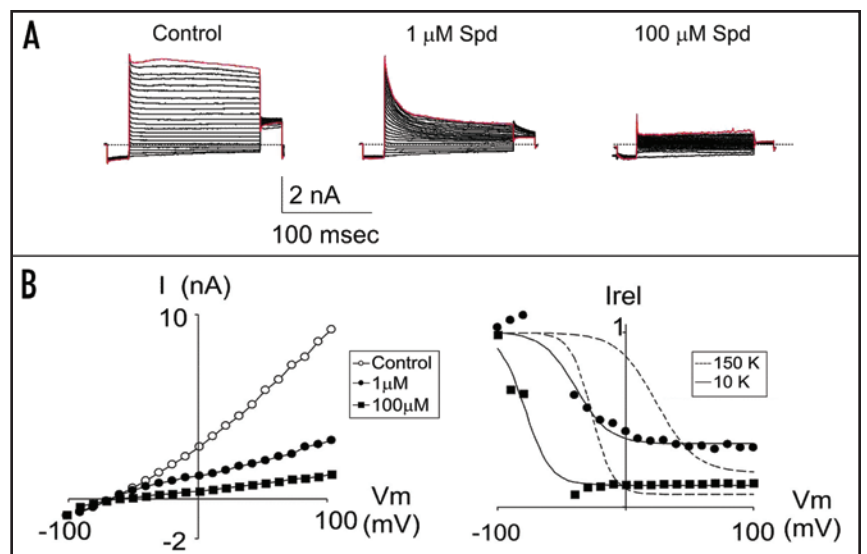 A
Control
1 μM Spd
100 μM Spd
2 nA
100 msec
B
I (nA)
10
Control
1μM
100μM
-100
-2
100
Vm
(mV)
Irel
1
150 K
10 K
-100
100
Vm
(mV)